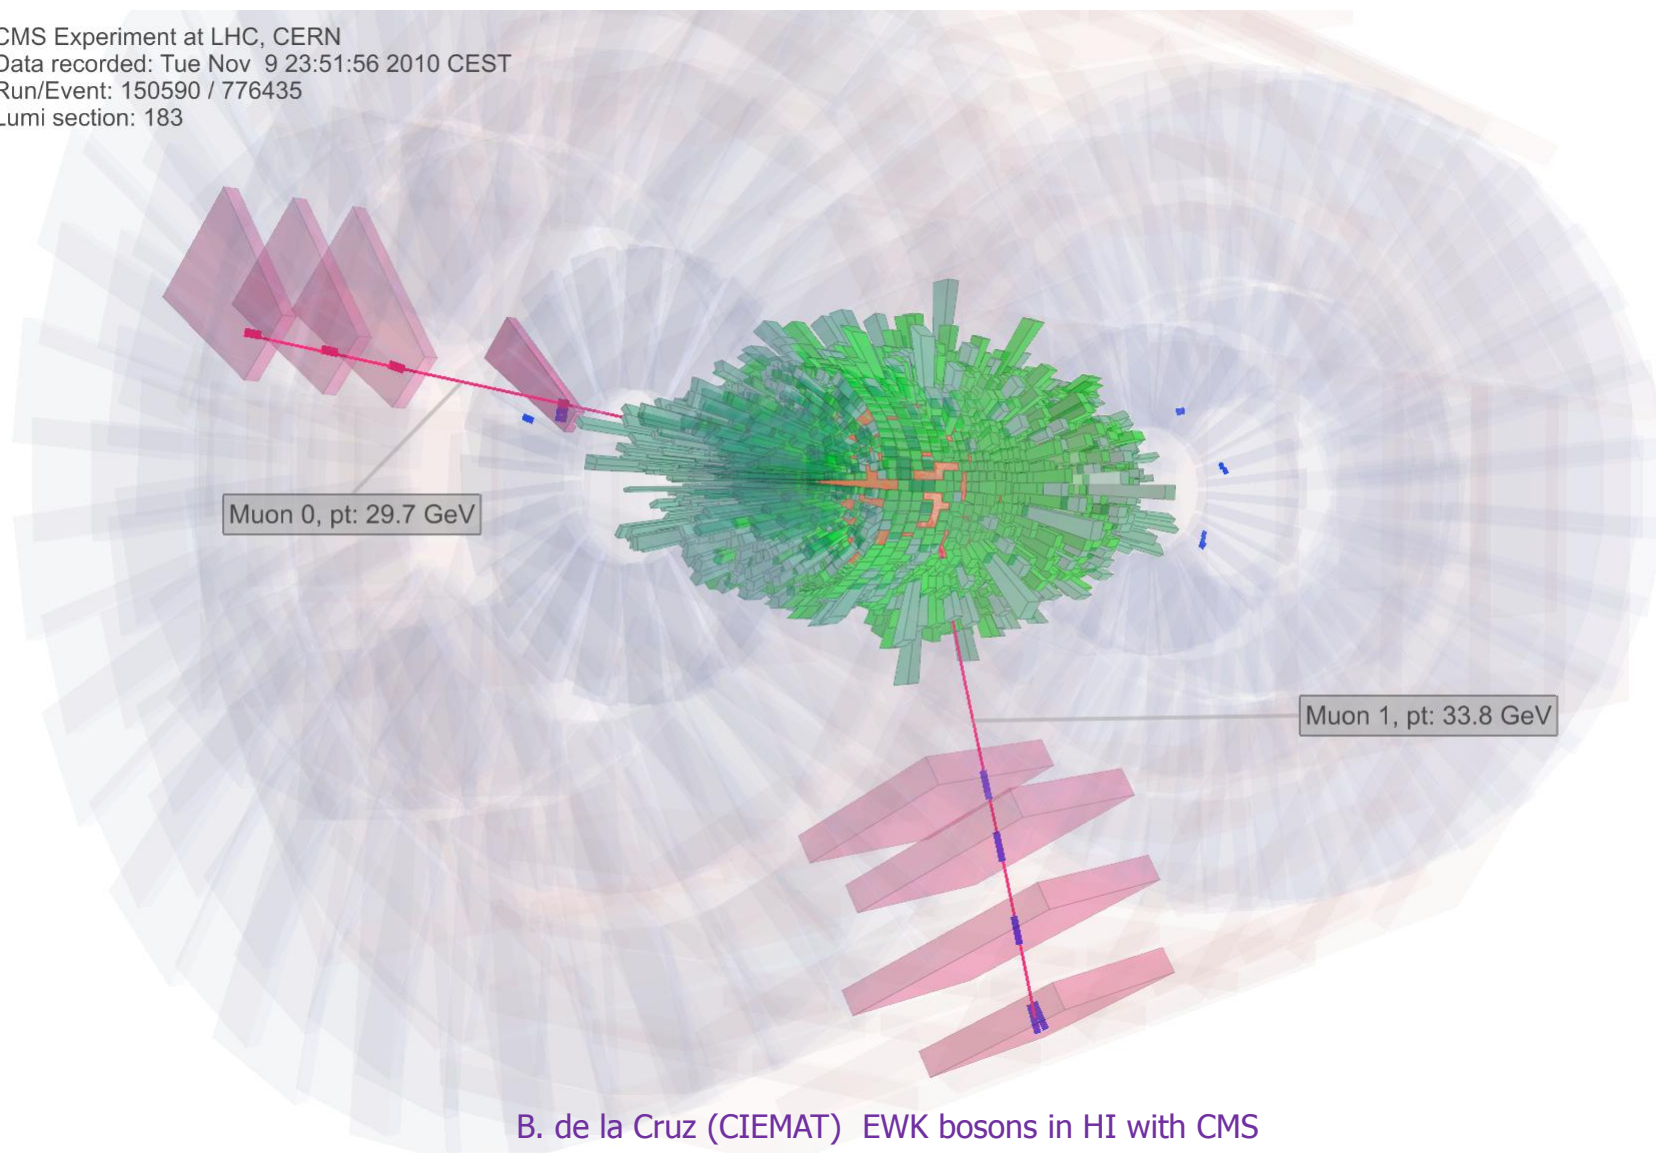 CMS Experiment at LHC, CERN
Data recorded: Tue Nov 9 23:51:56 2010 CEST
Run/Event: 150590 / 776435
Lumi section: 183
Muon 0, pt: 29.7 GeV
Muon 1, pt: 33.8 GeV
B. de la Cruz (CIEMAT) EWK bosons in HI with CMS